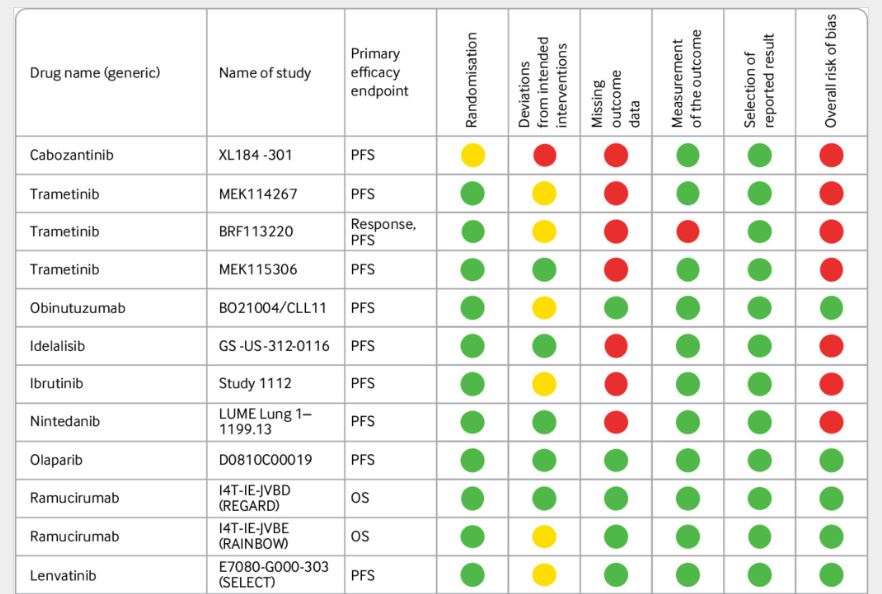 Drug name (generic)
Name of study
Primary
efficacy
endpoint
Randomisation
Deviations
from intended
interventions
Missing
outcome
data
Measurement
of the outcome
Selection of
reported result
Overall risk of bias
Cabozantinib XL184 -301 PFS
Trametinib MEK114267 PFS
Trametinib BRF113220 Response,
PFS
Trametinib MEK115306 PFS
Obinutuzumab BO21004/CLL11 PFS
Idelalisib GS -US-312-0116 PFS
Ibrutinib Study 1112 PFS
Nintedanib LUME Lung 1– PFS
1199.13
Olaparib D0810C00019 PFS
Ramucirumab I4T-IE-JVBD OS
(REGARD)
Ramucirumab I4T-IE-JVBE OS
(RAINBOW)
Lenvatinib E7080-G000-303 PFS
(SELECT)